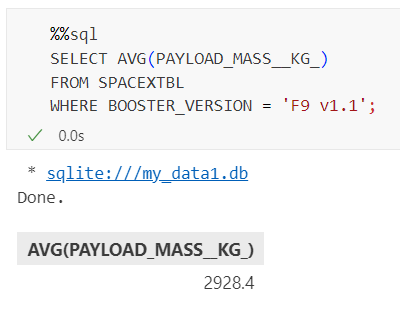 %%sql
SELECT AVG(PAYLOAD_MASS__KG_)
FROM SPACEXTBL
WHERE BOOSTER_VERSION = 'F9 v1.1';
0.0s
* sqlite:///my_data1.db
Done.
AVG(PAYLOAD_MASS__KG_)
2928.4